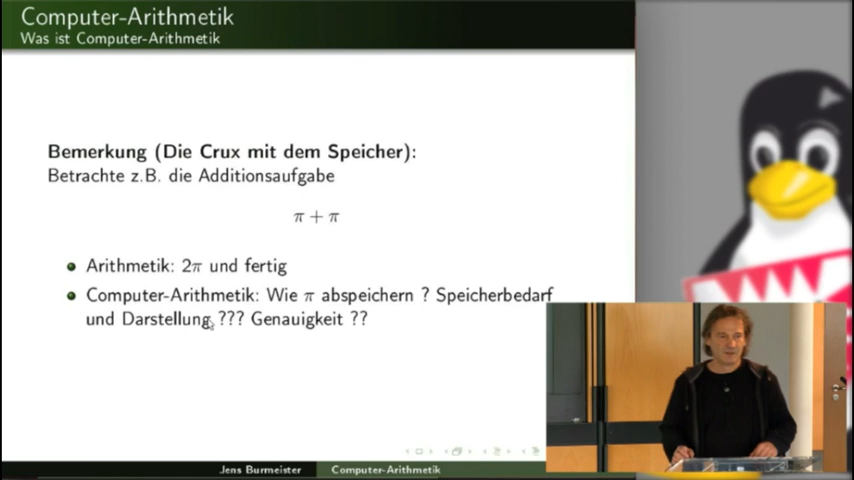 Computer-Arithmetik
Was ist Computer-Arithmetik
Bemerkung (Die Crux mit dem Speicher):
Betrachte z.B. die Additionsaufgabe
π + π
Arithmetik: 2π und fertig
Computer-Arithmetik: Wie π abspeichern ? Speicherbedarf
und Darstellung ??? Genauigkeit ??
Jens Burmeister Computer-Arithmetik